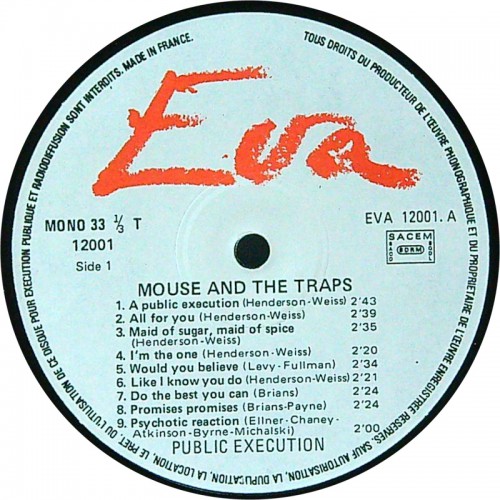 TOUS DROITS DU PRODUCTEUR DE L'ŒUVRE PHONOGRAPHIQUE ET DU PROPRIETAIRE DE L'ŒUVRE ENREGISTREE RESERVES, SAUF AUTORISATION, LA DUPLICATION, LA LOCATION, LE PRET, OU L'UTILISATION DE CE DISQUE POUR EXECUTION PUBLIQUE ET RADIODIFFUSION SONT INTERDITS. MADE IN FRANCE.
Eva
MONO 33 1/3 T
12001
Side 1
EVA 12001.A
SACEM
SDRM
MOUSE AND THE TRAPS
1. A public execution (Henderson-Weiss) 2'43
2. All for you (Henderson-Weiss) 2'39
3. Maid of sugar, maid of spice 2'35
(Henderson-Weiss)
4. I'm the one (Henderson-Weiss) 2'20
5. Would you believe (Levy-Fullman) 2'34
6. Like I know you do (Henderson-Weiss) 2'21
7. Do the best you can (Brians) 2'24
8. Promises promises (Brians-Payne) 2'24
9. Psychotic reaction (Ellner-Chaney-
Atkinson-Byrne-Michalski) 2'00
PUBLIC EXECUTION